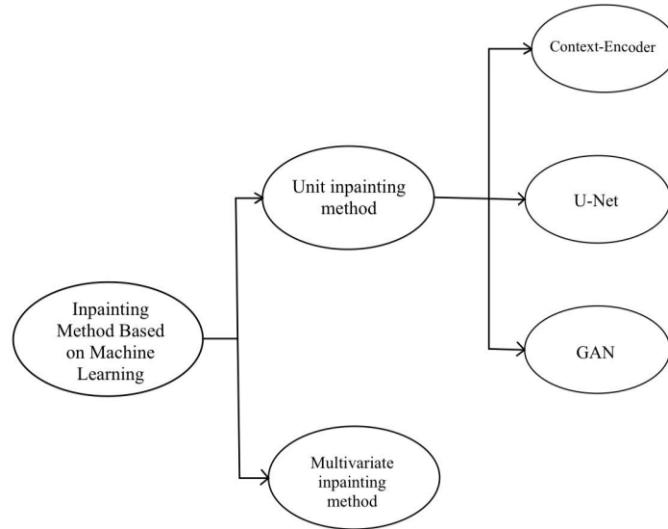 Context-Encoder
Unit inpainting
method
U-Net
Inpainting
Method Based
on Machine
Learning
GAN
Multivariate
inpainting
method